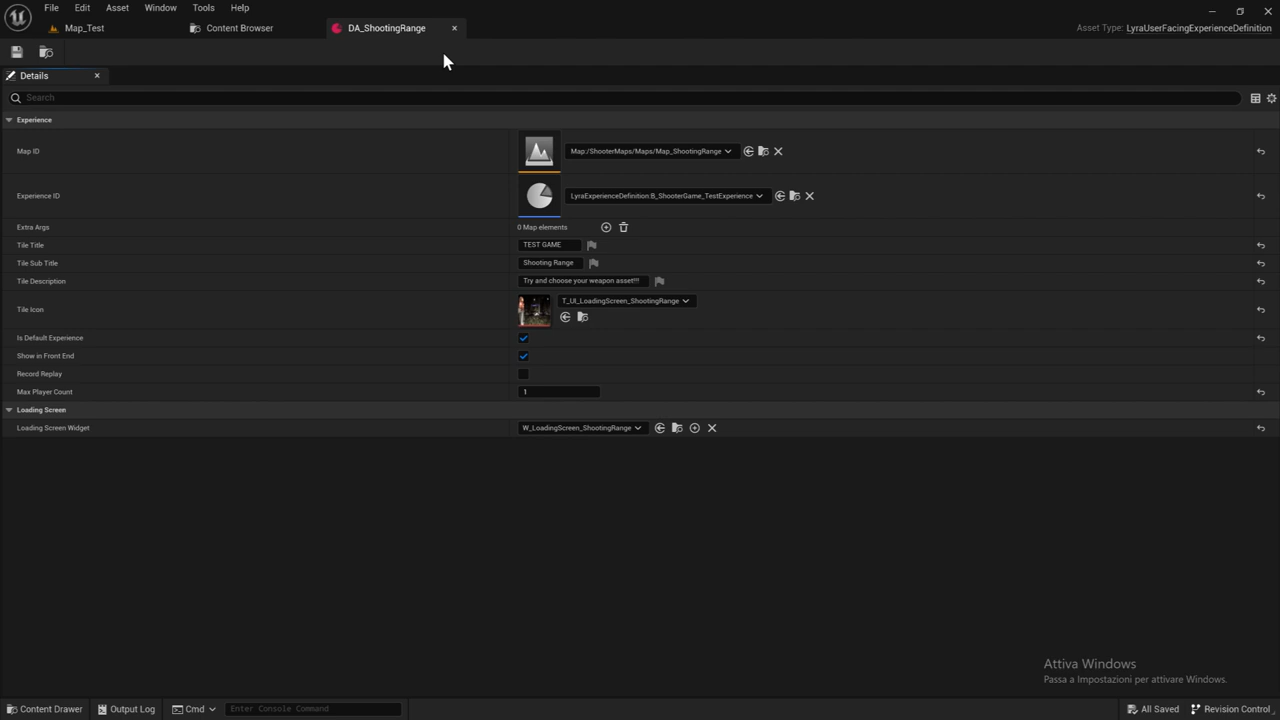 File Edit Asset Window Tools Help
Map_Test Content Browser DA_ShootingRange Asset Type: LyraUserFacingExperienceDefinition
Details
Search
Experience
Map ID Map:/ShooterMaps/Maps/Map_ShootingRange
Experience ID LyraExperienceDefinition:B_ShooterGame_TestExperience
Extra Args 0 Map elements
Tile Title TEST GAME
Tile Sub Title Shooting Range
Tile Description Try and choose your weapon asset!!!
Tile Icon T_UI_LoadingScreen_ShootingRange
Is Default Experience
Show in Front End
Record Replay
Max Player Count 1
Loading Screen
Loading Screen Widget W_LoadingScreen_ShootingRange
Attiva Windows
Passa a Impostazioni per attivare Windows.
Content Drawer Output Log Cmd Enter Console Command All Saved Revision Control